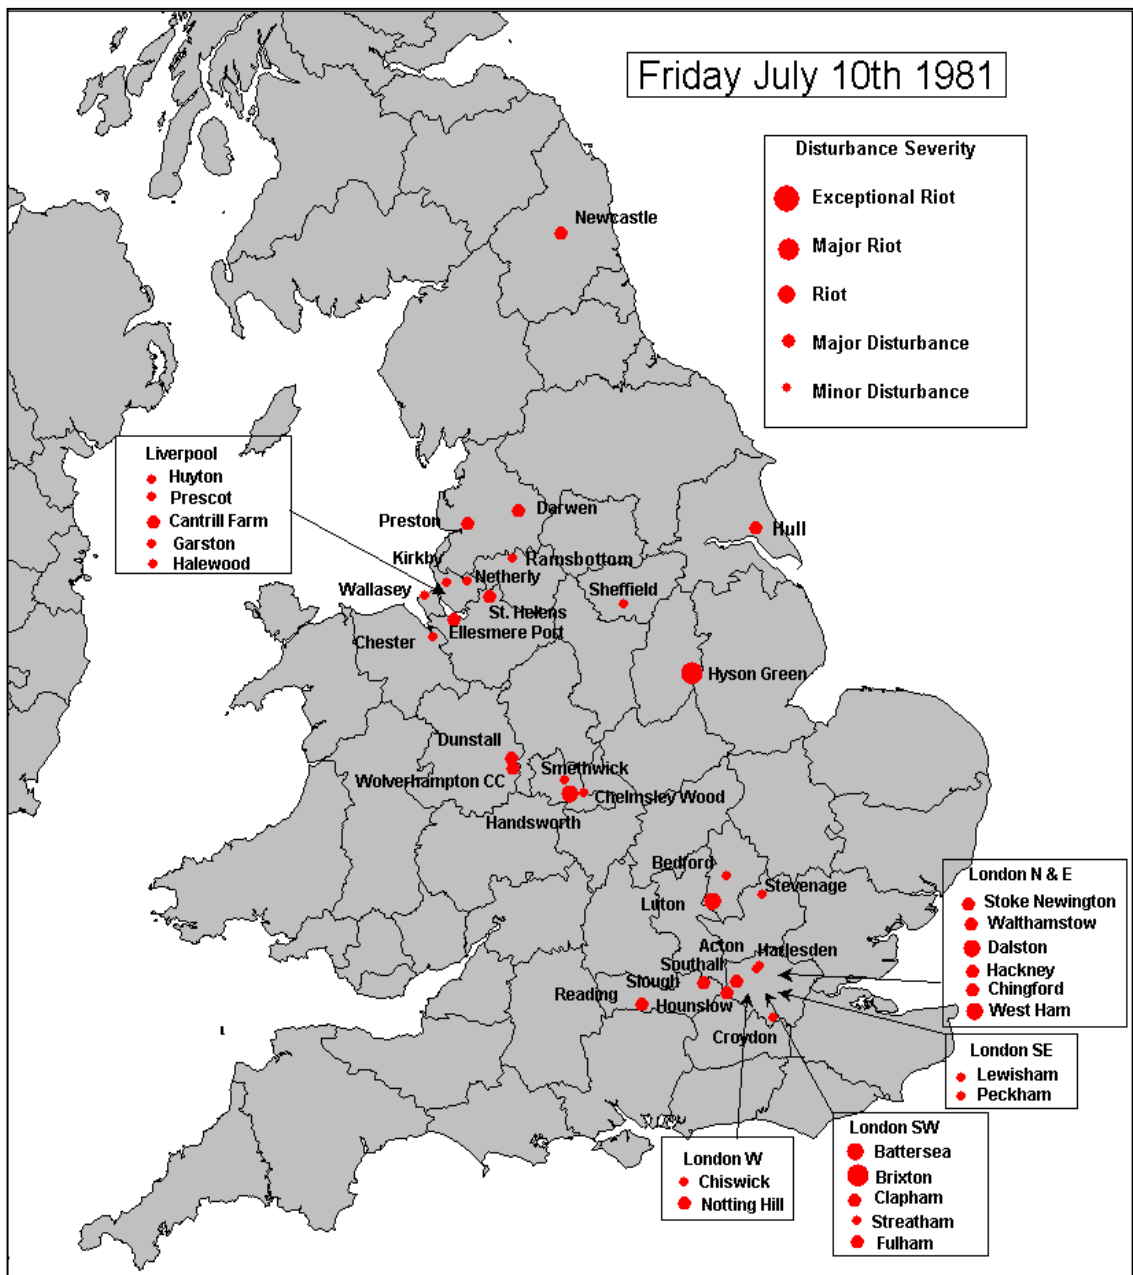 Friday July 10th 1981
Disturbance Severity
Exceptional Riot
Major Riot
Riot
Major Disturbance
Minor Disturbance
Newcastle
Liverpool
Huyton
Prescot
Cantrill Farm
Garston
Halewood
Darwen
Preston
Hull
Kirkby
Ramsbottom
Netherly
Wallasey
Sheffield
St. Helens
Ellesmere Port
Chester
Hyson Green
Dunstall
Smethwick
Wolverhampton CC
Chelmsley Wood
Handsworth
Bedford
Stevenage
Luton
Acton
Harlesden
Southall
Slough
Reading
Hounslow
Croydon
London N & E
Stoke Newington
Walthamstow
Dalston
Hackney
Chingford
West Ham
London SE
Lewisham
Peckham
London SW
Battersea
Brixton
Clapham
Streatham
Fulham
London W
Chiswick
Notting Hill